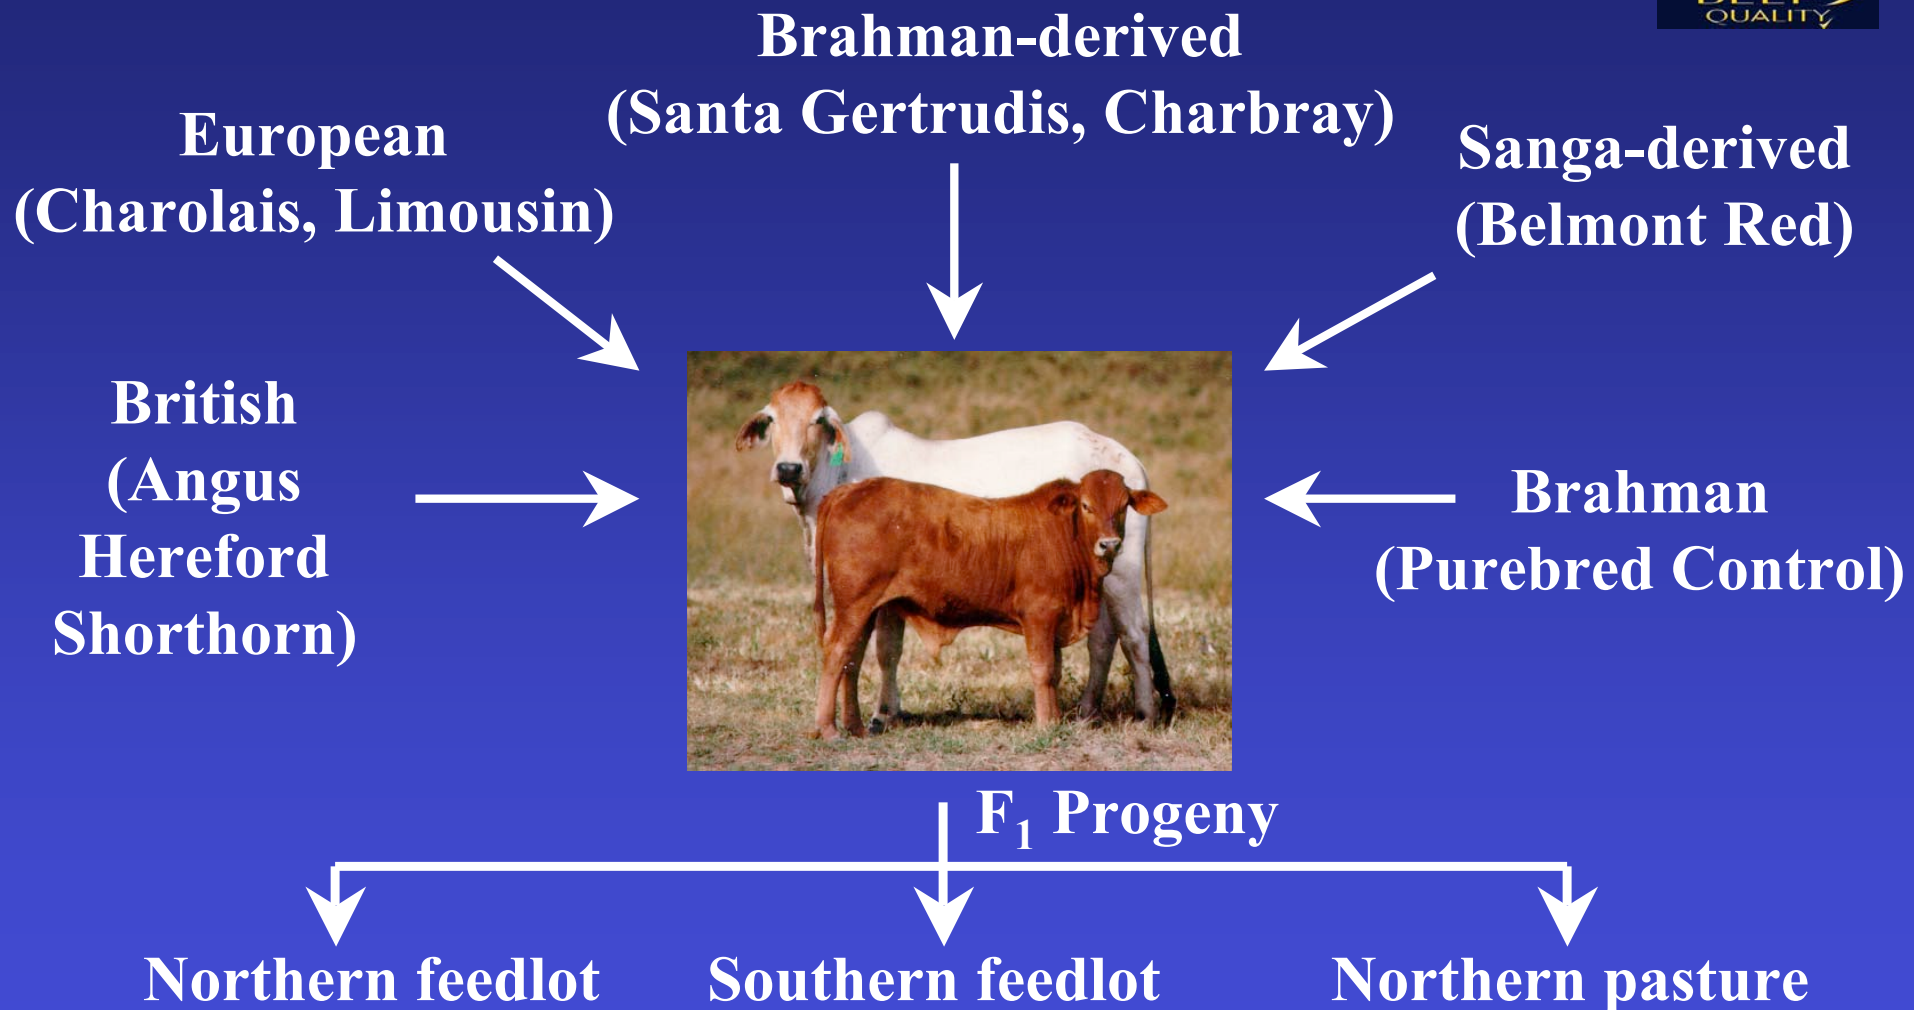 QUALITY
Brahman-derived
(Santa Gertrudis, Charbray)
European
(Charolais, Limousin)
Sanga-derived
(Belmont Red)
British
(Angus
Hereford
Shorthorn)
Brahman
(Purebred Control)
F₁ Progeny
Northern feedlot
Southern feedlot
Northern pasture